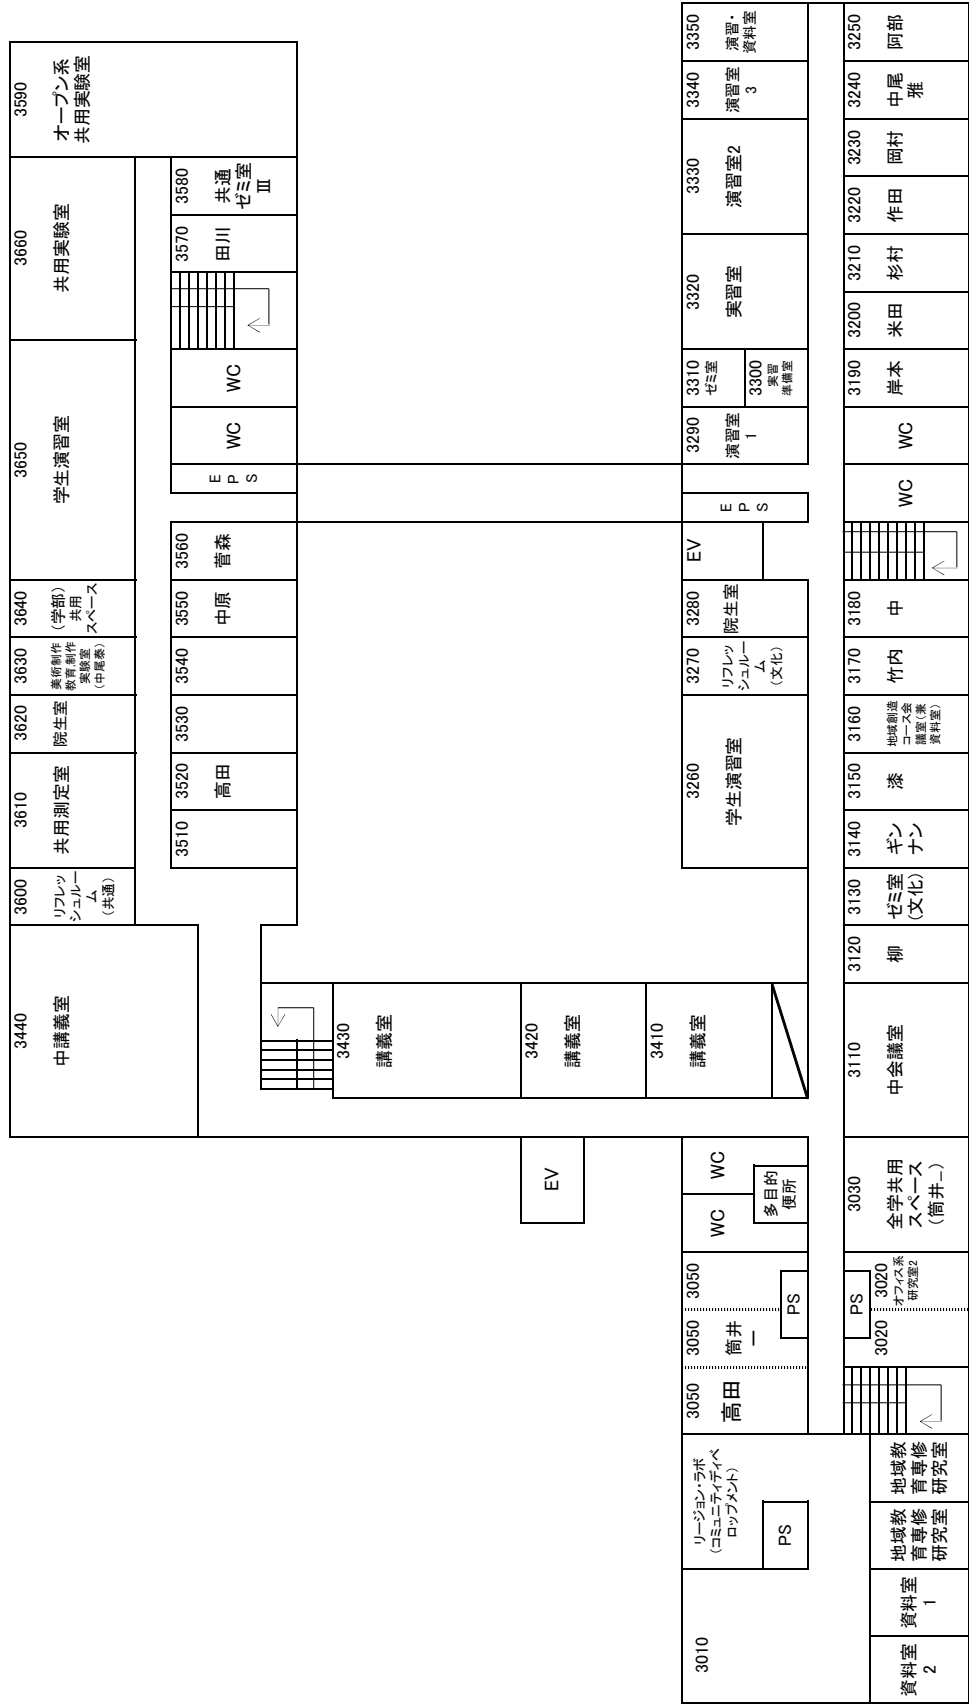 3590
オープン系
共用実験室
3660
共用実験室
3650
学生演習室
3640
(学部)
共用
スペース
3630
美術制作
教育,制作
実験室
(中尾泰)
3620
院生室
3610
共用測定室
3600
リフレッ
シュルー
ム
(共通)
3440
中講義室
3580
共通
ゼミ室
Ⅲ
3570
田川
WC
WC
EPS
3560
菅森
3550
中原
3540
3530
3520
高田
3510
3430
講義室
3420
講義室
3410
講義室
EV
3350
演習・
資料室
3340
演習室
3
3330
演習室2
3320
実習室
3310
ゼミ室
3300
実習
準備室
3290
演習室
1
EPS
EV
3280
院生室
3270
リフレッ
シュルー
ム
(文化)
3260
学生演習室
WC
WC
多目的
便所
3050
3050
筒井
一
3050
高田
PS
リージョン・ラボ
(コミュニティディベ
ロップメント)
PS
3010
3250
阿部
3240
中尾
雅
3230
岡村
3220
作田
3210
杉村
3200
米田
3190
岸本
WC
WC
3180
中
3170
竹内
3160
地域創造
コース会
議室(兼
資料室)
3150
漆
3140
ギン
ナン
3130
ゼミ室
(文化)
3120
柳
3110
中会議室
3030
全学共用
スペース
(筒井_)
3020
オフィス系
研究室2
PS
3020
地域教
育専修
研究室
地域教
育専修
研究室
資料室
1
資料室
2